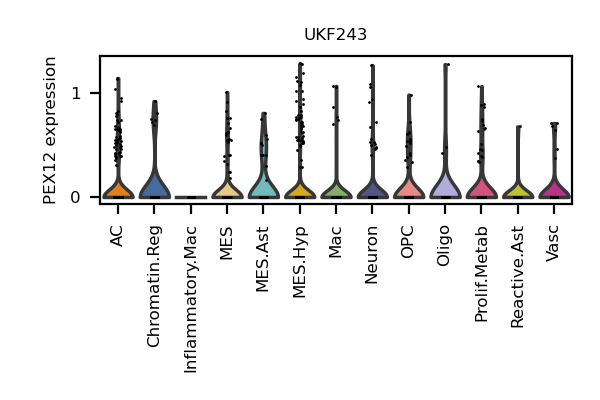 UKF243
PEX12 expression
1
0
AC
Chromatin.Reg
Inflammatory.Mac
MES
MES.Ast
MES.Hyp
Mac
Neuron
OPC
Oligo
Prolif.Metab
Reactive.Ast
Vasc